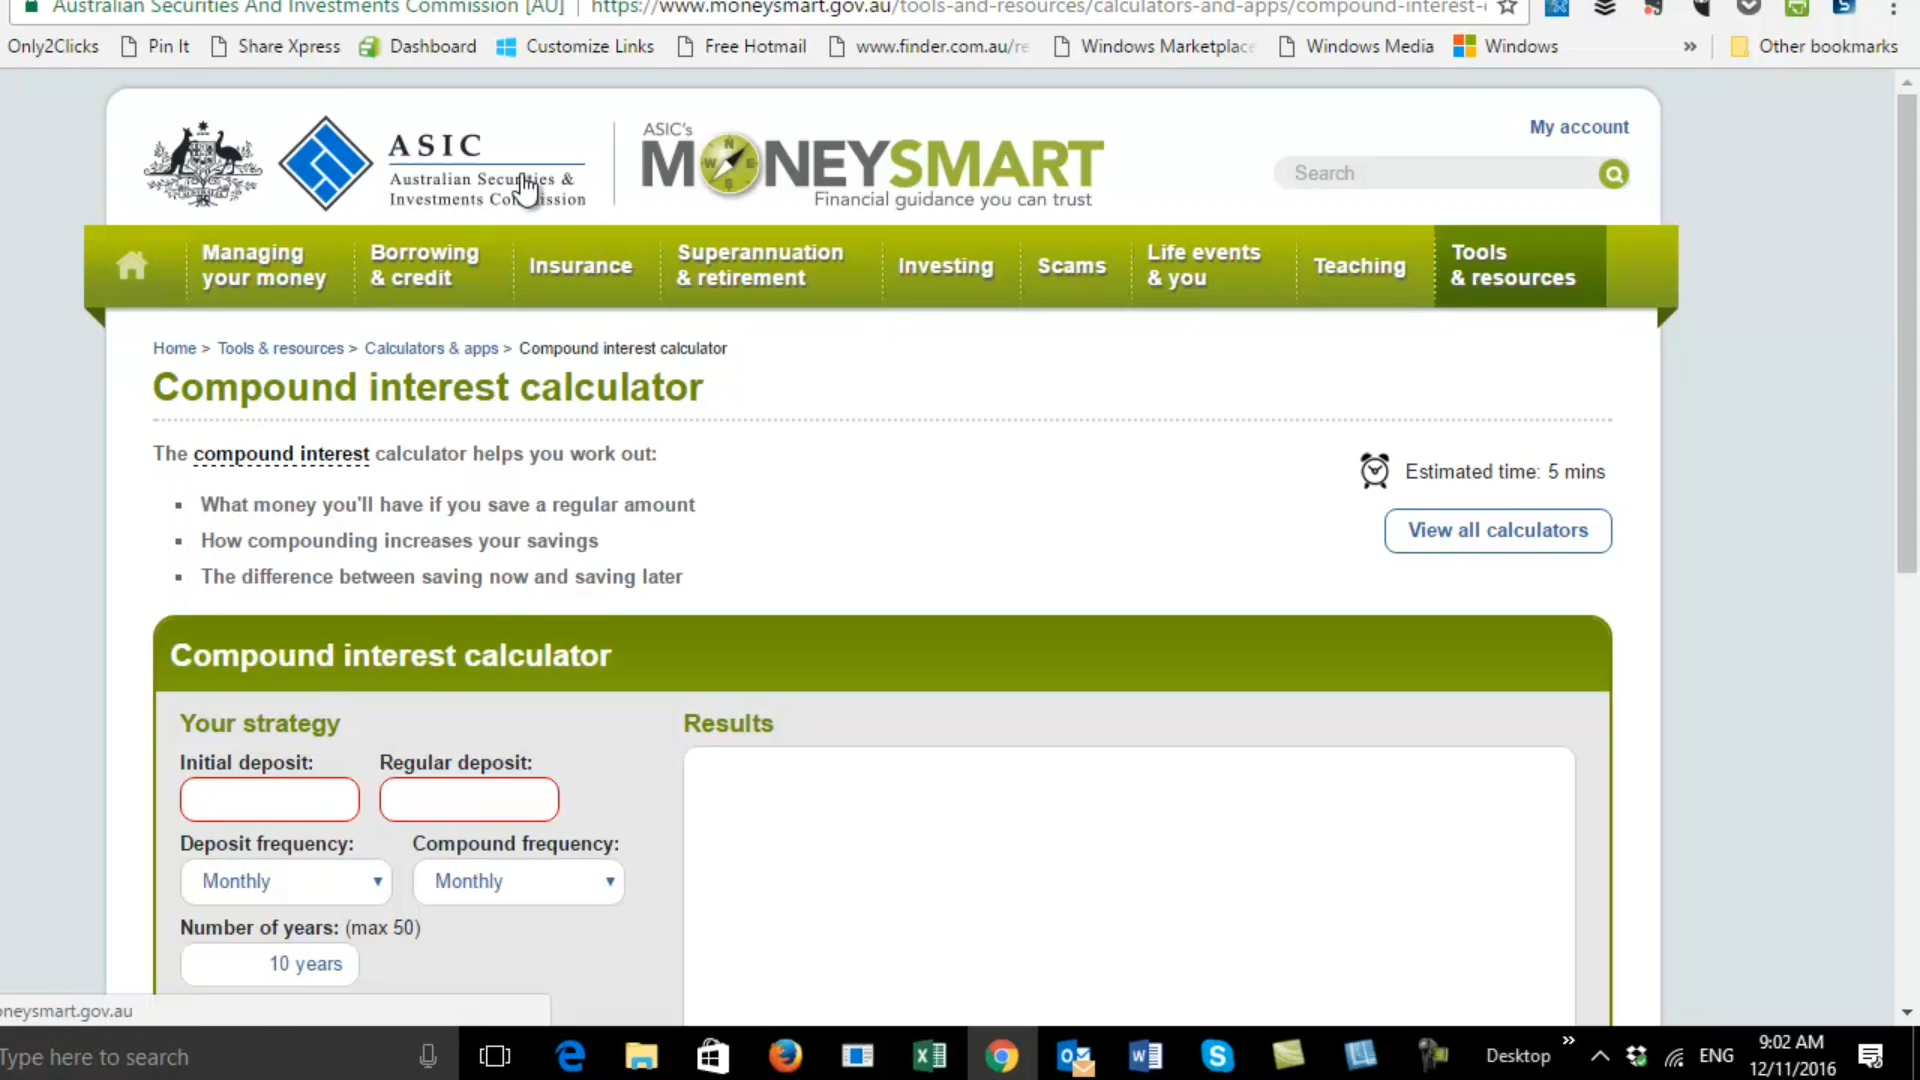 Australian Securities And Investments Commission [AU] | https://www.moneysmart.gov.au/tools-and-resources/calculators-and-apps/compound-interest-
Only2Clicks Pin It Share Xpress Dashboard Customize Links Free Hotmail www.finder.com.au/re Windows Marketplace Windows Media Windows » Other bookmarks
ASIC
Australian Securities &
Investments Commission
ASIC's
MONEYSMART
Financial guidance you can trust
N
W E
S
My account
Search
Managing
your money
Borrowing
& credit
Insurance
Superannuation
& retirement
Investing
Scams
Life events
& you
Teaching
Tools
& resources
Home > Tools & resources > Calculators & apps > Compound interest calculator
Compound interest calculator
The compound interest calculator helps you work out:
▪ What money you'll have if you save a regular amount
▪ How compounding increases your savings
▪ The difference between saving now and saving later
Estimated time: 5 mins
View all calculators
Compound interest calculator
Your strategy
Results
Initial deposit: Regular deposit:
Deposit frequency: Compound frequency:
Monthly Monthly
Number of years: (max 50)
10 years
oneysmart.gov.au
Type here to search
Desktop » ENG
9:02 AM
12/11/2016